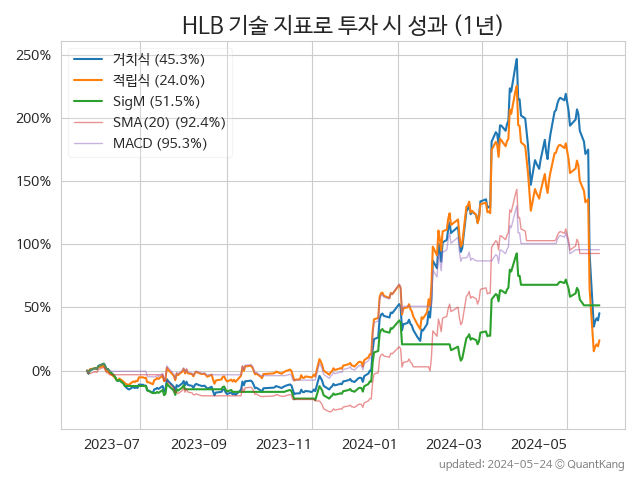 HLB 기술 지표로 투자 시 성과 (1년)
250%
200%
150%
100%
50%
0%
거치식 (45.3%)
적립식 (24.0%)
SigM (51.5%)
SMA(20) (92.4%)
MACD (95.3%)
2023-07
2023-09
2023-11
2024-01
2024-03
2024-05
updated: 2024-05-24 © QuantKang